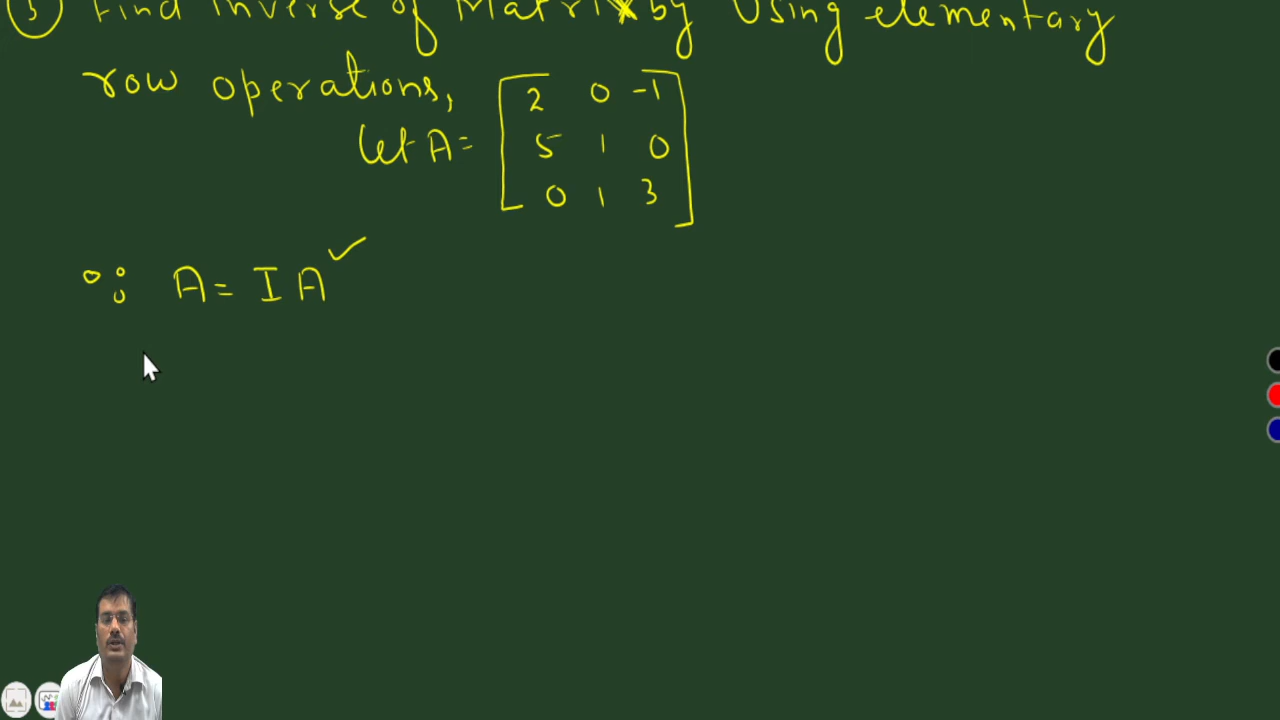 ③ Find inverse of Matrix by Using elementary
row operations,
let A = [ 2 0 -1
5 1 0
0 1 3 ]
∵ A = I A ✓